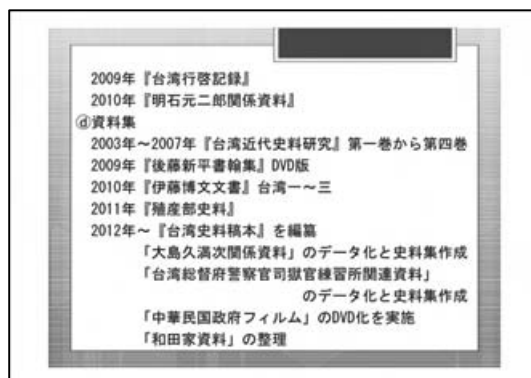 2009年『台湾行啓記録』
2010年『明石元二郎関係資料』
ⓓ資料集
2003年～2007年『台湾近代史料研究』第一巻から第四巻
2009年『後藤新平書翰集』DVD版
2010年『伊藤博文文書』台湾一～三
2011年『殖産部史料』
2012年～『台湾史料稿本』を編纂
「大島久満次関係資料」のデータ化と史料集作成
「台湾総督府警察官司獄官練習所関連資料」
のデータ化と史料集作成
「中華民国政府フィルム」のDVD化を実施
「和田家資料」の整理